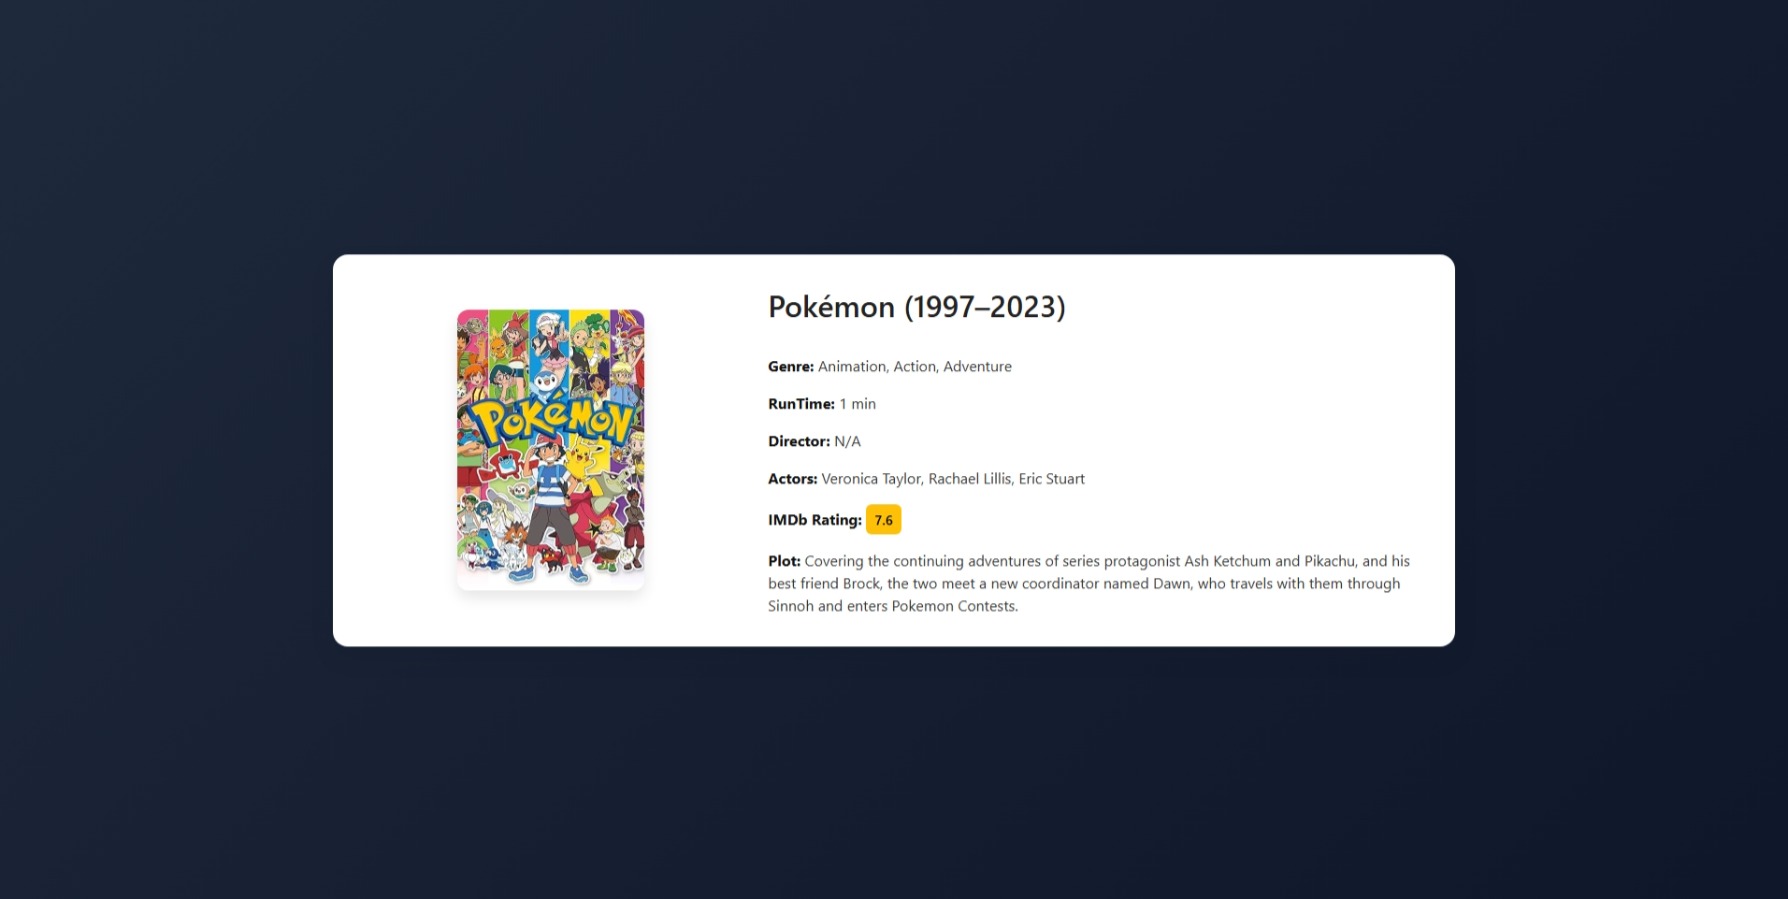 Pokémon (1997–2023)
POKéMON
Genre: Animation, Action, Adventure
RunTime: 1 min
Director: N/A
Actors: Veronica Taylor, Rachael Lillis, Eric Stuart
IMDb Rating: 7.6
Plot: Covering the continuing adventures of series protagonist Ash Ketchum and Pikachu, and his
best friend Brock, the two meet a new coordinator named Dawn, who travels with them through
Sinnoh and enters Pokemon Contests.